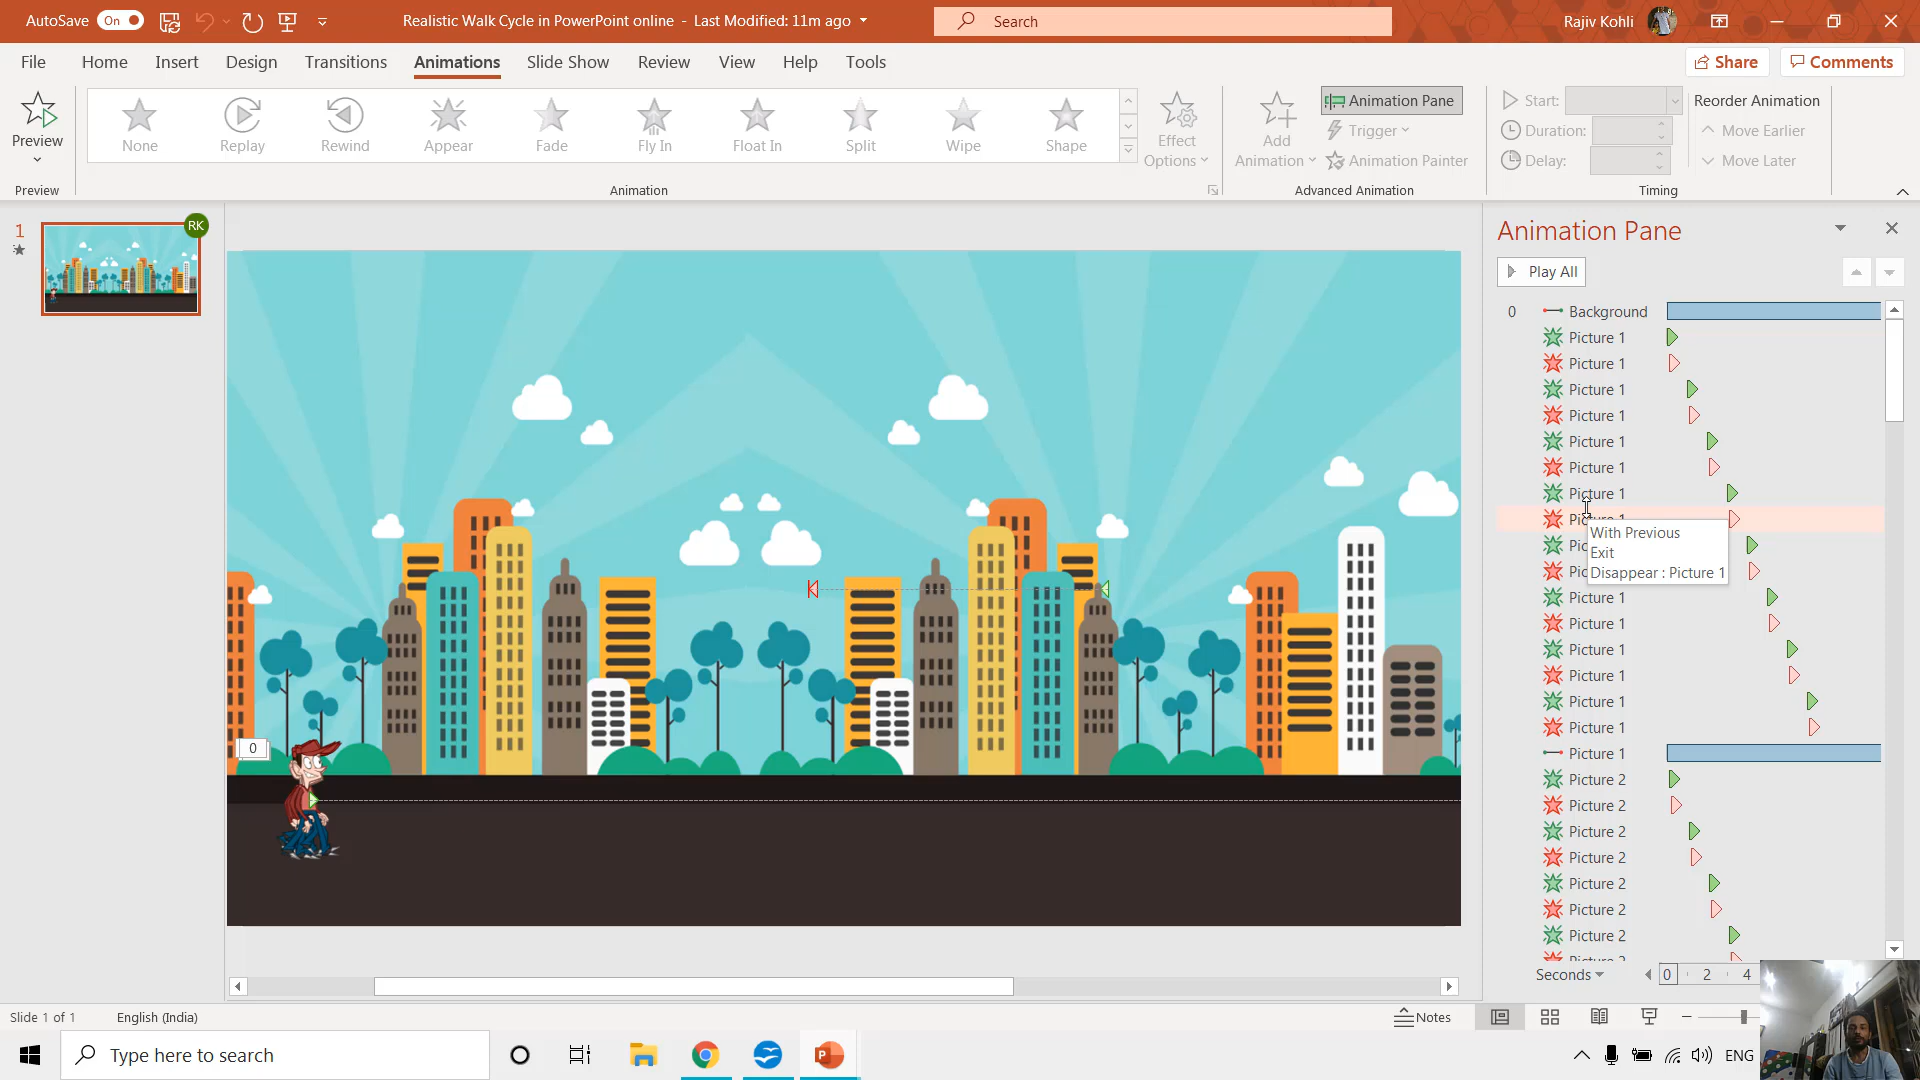 AutoSave On Realistic Walk Cycle in PowerPoint online - Last Modified: 11m ago Search Rajiv Kohli
File Home Insert Design Transitions Animations Slide Show Review View Help Tools Share Comments
Preview None Replay Rewind Appear Fade Fly In Float In Split Wipe Shape Effect Options Add Animation Animation Pane Start: Reorder Animation
Trigger Duration: Move Earlier
Animation Painter Delay: Move Later
Preview Animation Advanced Animation Timing
1 RK Animation Pane
Play All
0 Background
Picture 1
Picture 1
Picture 1
Picture 1
Picture 1
Picture 1
Picture 1
Picture 1
With Previous
Exit
Disappear : Picture 1
Pic
Pic
Picture 1
Picture 1
Picture 1
Picture 1
Picture 1
Picture 1
0
Picture 1
Picture 2
Picture 2
Picture 2
Picture 2
Picture 2
Picture 2
Picture 2
Seconds 0 2 4
Slide 1 of 1 English (India) Notes
Type here to search ENG